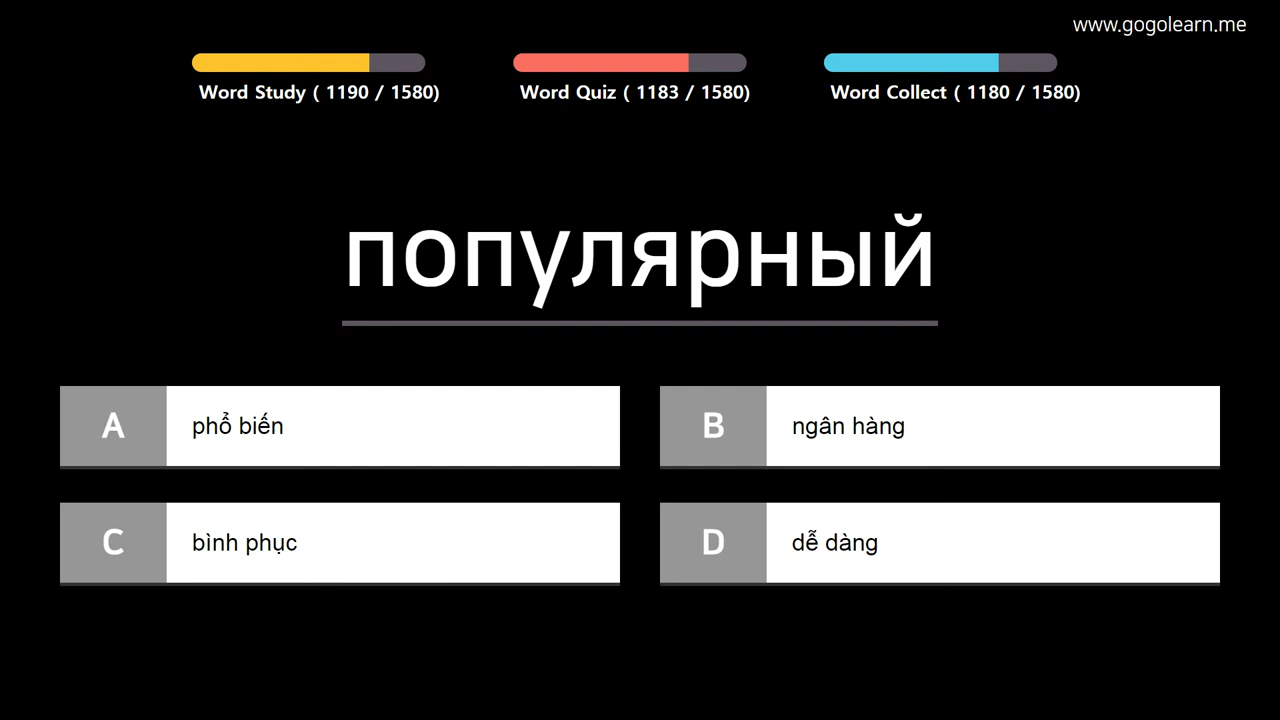 www.gogolearn.me
Word Study ( 1190 / 1580)
Word Quiz ( 1183 / 1580)
Word Collect ( 1180 / 1580)
популярный
A phổ biến
B ngân hàng
C bình phục
D dễ dàng